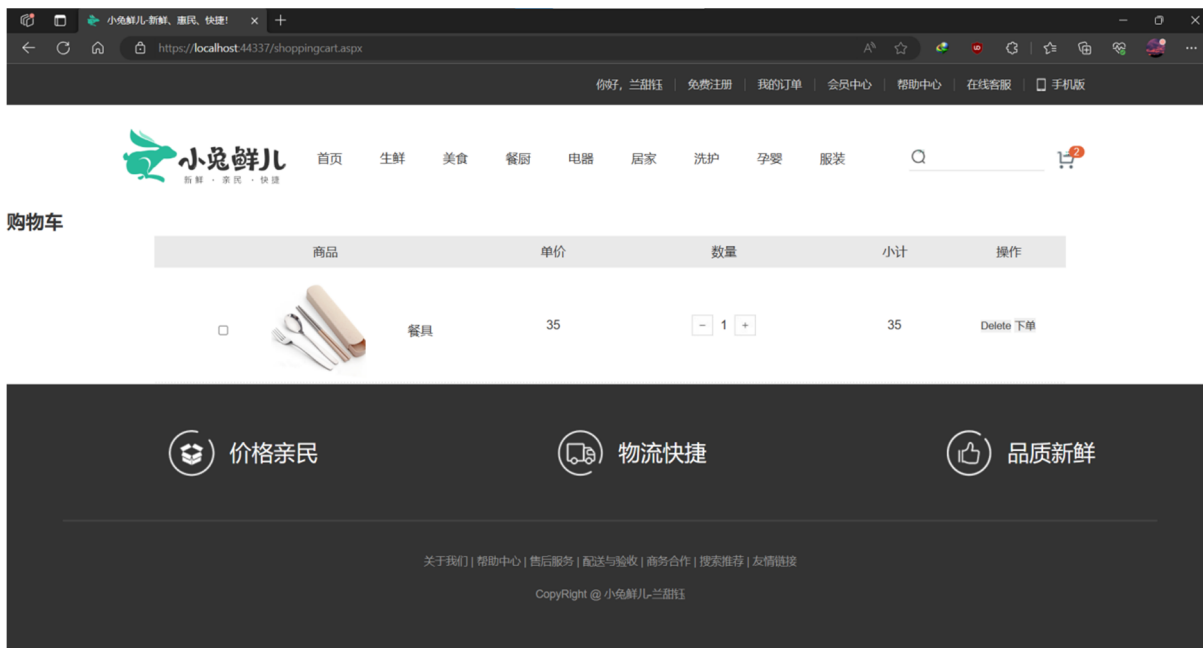 小兔鲜儿-新鲜、惠民、快捷!
https://localhost:44337/shoppingcart.aspx
你好，兰甜钰 | 免费注册 | 我的订单 | 会员中心 | 帮助中心 | 在线客服 | 手机版
小兔鲜儿
新鲜 · 亲民 · 快捷
首页 生鲜 美食 餐厨 电器 居家 洗护 孕婴 服装
2
购物车
商品 单价 数量 小计 操作
餐具 35 - 1 + 35 Delete 下单
价格亲民 物流快捷 品质新鲜
关于我们 | 帮助中心 | 售后服务 | 配送与验收 | 商务合作 | 搜索推荐 | 友情链接
CopyRight @ 小兔鲜儿-兰甜钰